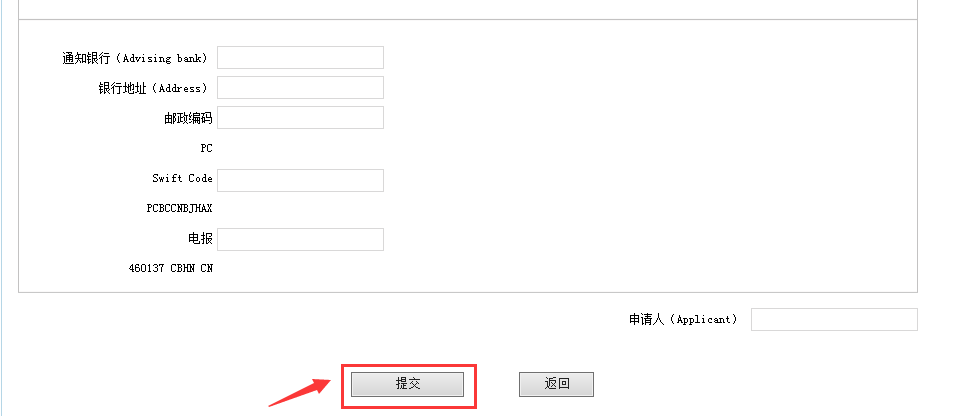 通知银行（Advising bank）
银行地址（Address）
邮政编码
PC
Swift Code
PCBCCNBJHAX
电报
460137 CBHN CN
申请人（Applicant）
提交
返回